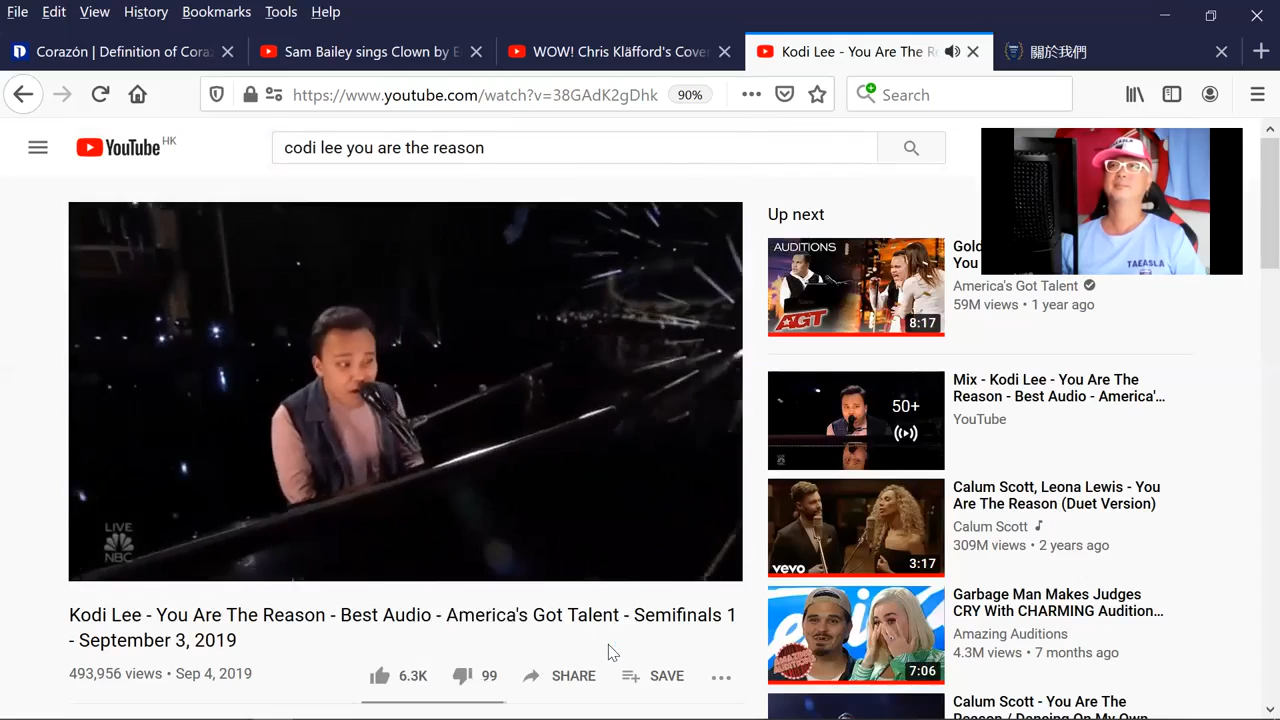 File Edit View History Bookmarks Tools Help
Corazón | Definition of Cora
Sam Bailey sings Clown by E
WOW! Chris Kläfford's Cover
Kodi Lee - You Are The R
關於我們
https://www.youtube.com/watch?v=38GAdK2gDhk
90%
Search
YouTube HK
codi lee you are the reason
Up next
AUDITIONS
AGT
8:17
Gold
You
America's Got Talent
59M views • 1 year ago
TAEASLA
50+
Mix - Kodi Lee - You Are The
Reason - Best Audio - America'...
YouTube
vevo
3:17
Calum Scott, Leona Lewis - You
Are The Reason (Duet Version)
Calum Scott
309M views • 2 years ago
7:06
Garbage Man Makes Judges
CRY With CHARMING Audition...
Amazing Auditions
4.3M views • 7 months ago
Calum Scott - You Are The
Reason / Dancing On My Own
LIVE
NBC
Kodi Lee - You Are The Reason - Best Audio - America's Got Talent - Semifinals 1
- September 3, 2019
493,956 views • Sep 4, 2019
6.3K
99
SHARE
SAVE